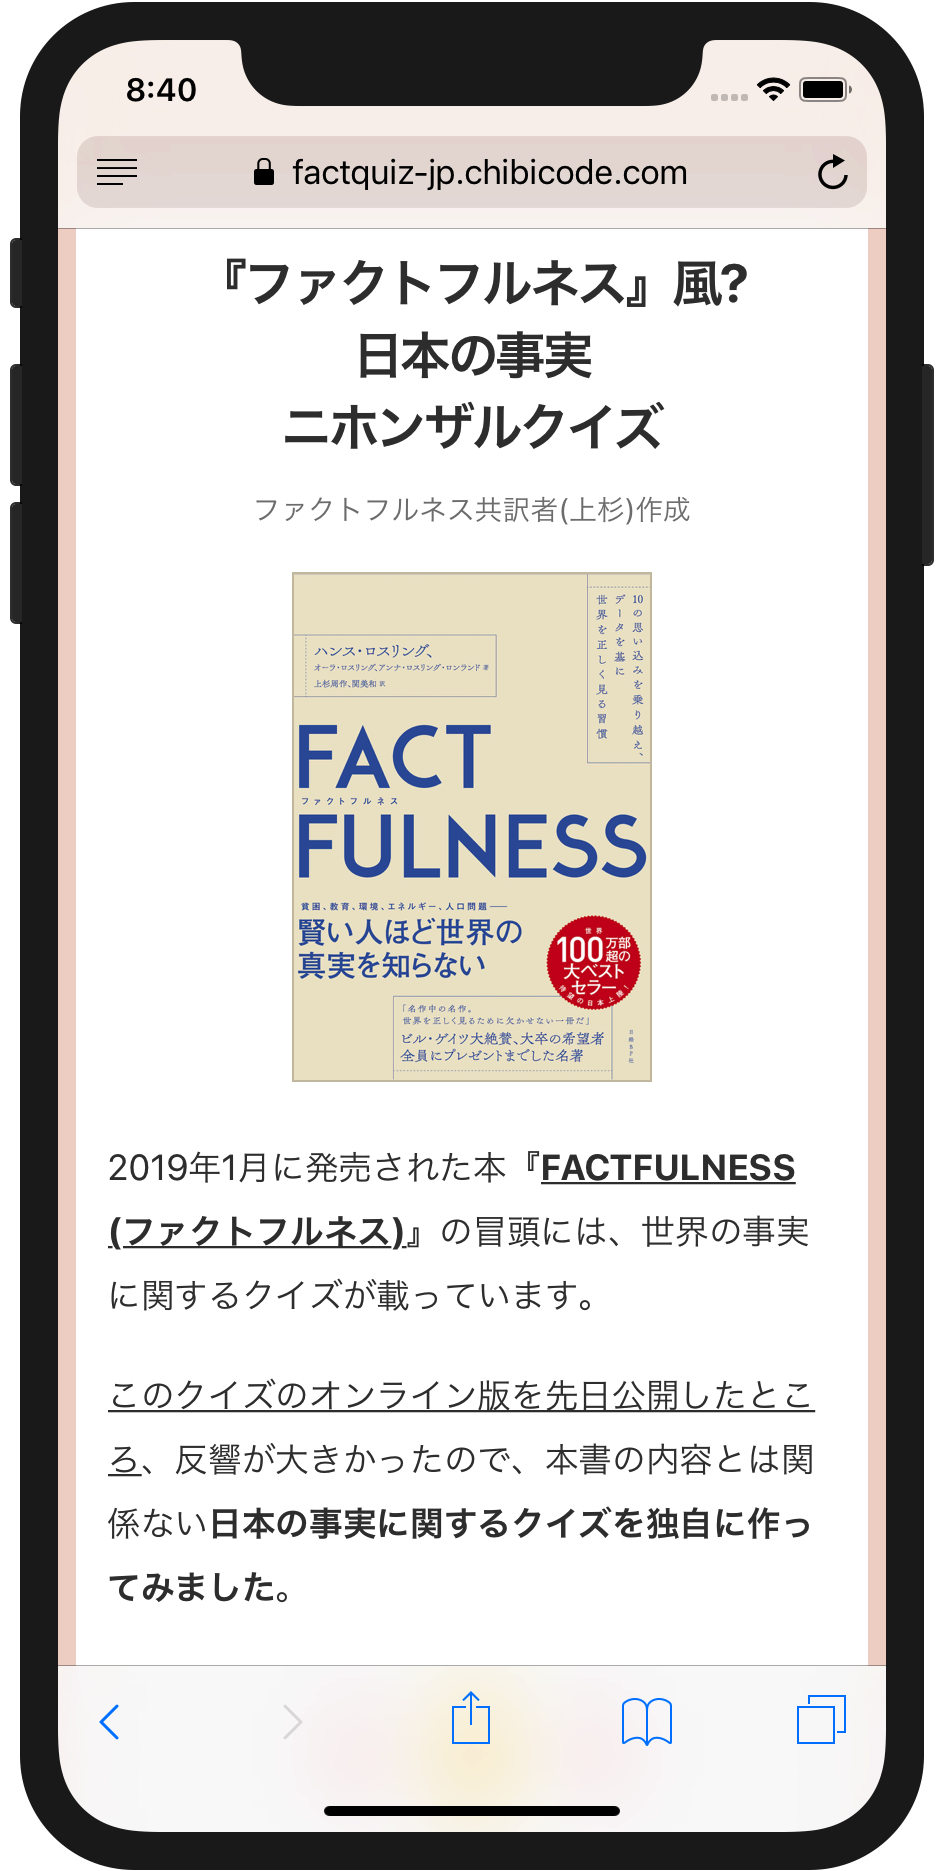 8:40
factquiz-jp.chibicode.com
『ファクトフルネス』風?
日本の事実
ニホンザルクイズ
ファクトフルネス共訳者(上杉)作成
10の思い込みを乗り越え、
データを基に
世界を正しく見る習慣
ハンス・ロスリング、
オーラ・ロスリング、アンナ・ロスリング・ロンランド 著
上杉周作、関美和 訳
FACT
ファクトフルネス
FULNESS
貧困、教育、環境、エネルギー、人口問題——
賢い人ほど世界の
真実を知らない
世界
100万部
超の
大ベスト
セラー
待望の日本上陸!
「名作中の名作。
世界を正しく見るために欠かせない一冊だ」
ビル・ゲイツ大絶賛、大卒の希望者
全員にプレゼントまでした名著
日経BP社
2019年1月に発売された本『FACTFULNESS
(ファクトフルネス)』の冒頭には、世界の事実
に関するクイズが載っています。
このクイズのオンライン版を先日公開したとこ
ろ、反響が大きかったので、本書の内容とは関
係ない日本の事実に関するクイズを独自に作っ
てみました。